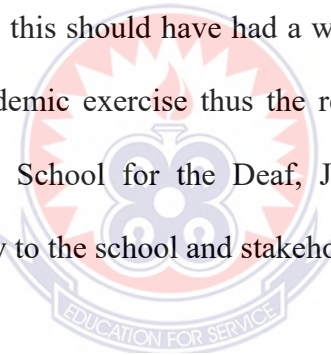 this should have had a w
demic exercise thus the r
School for the Deaf, J
y to the school and stakeho
EDUCATION FOR SERVICE